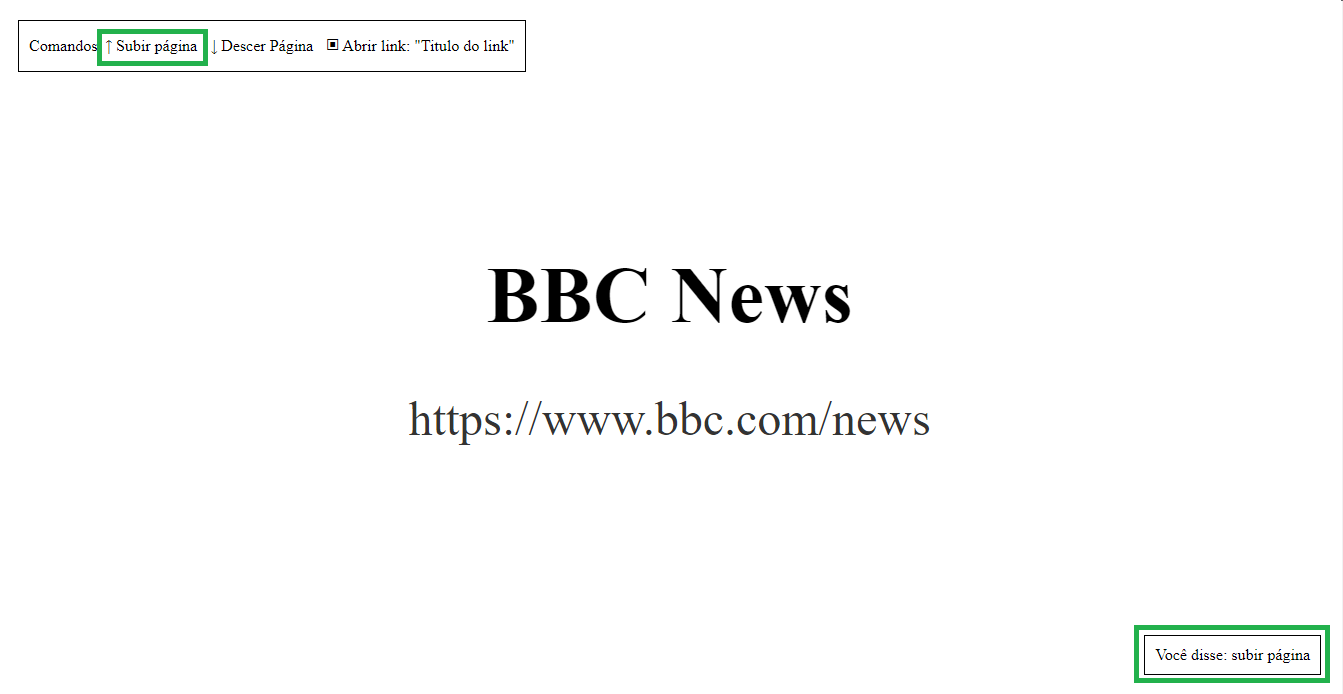 Comandos ↑ Subir página ↓ Descer Página ▣ Abrir link: "Titulo do link"
BBC News
https://www.bbc.com/news
Você disse: subir página